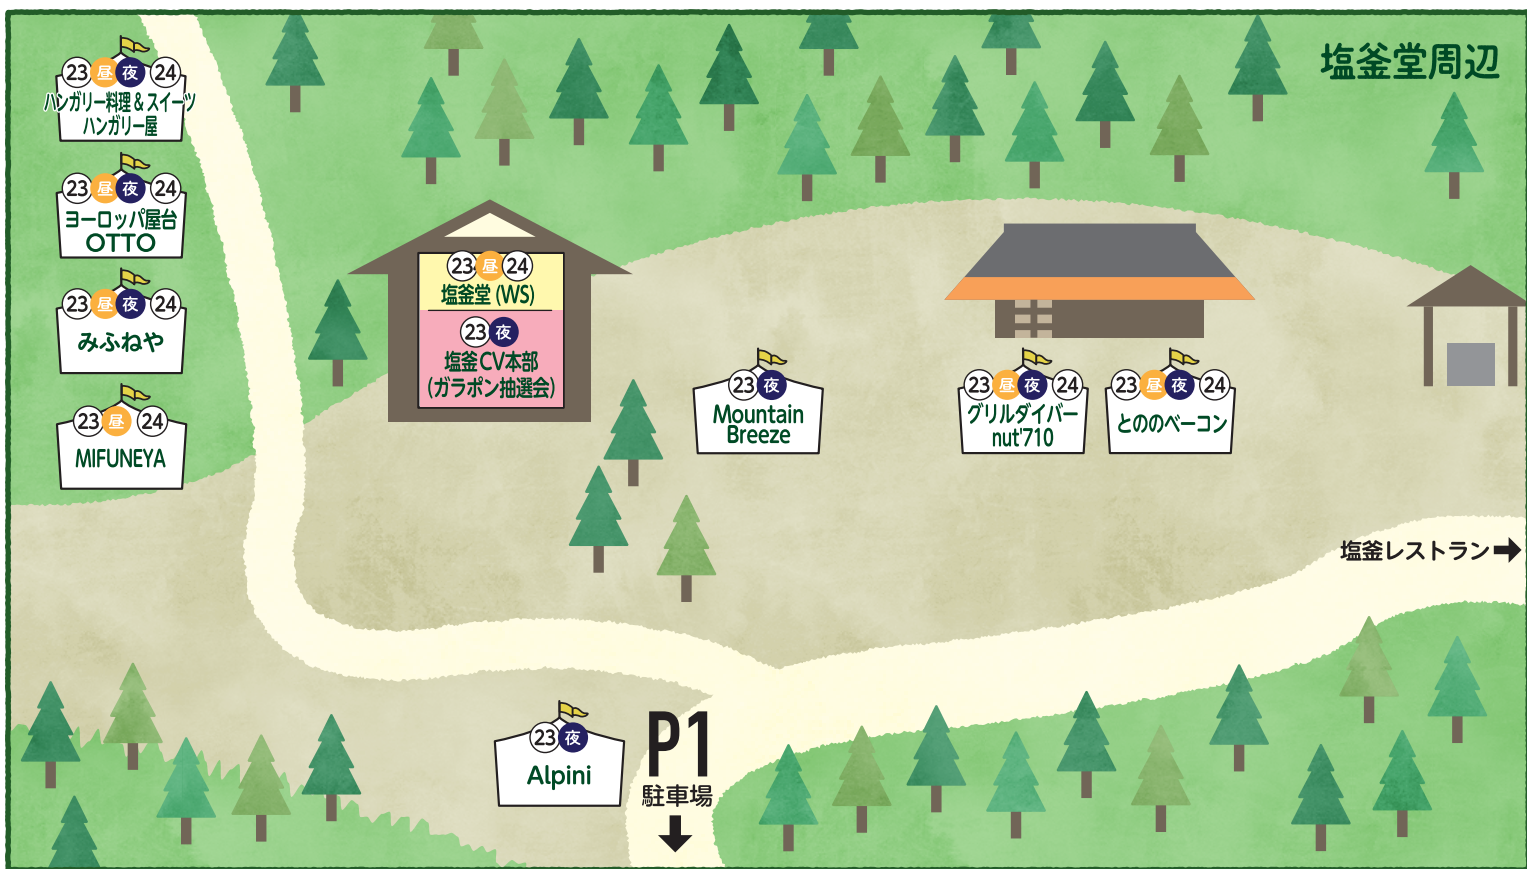 塩釜堂周辺
23 昼 夜 24
ハンガリー料理 & スイーツ
ハンガリー屋
23 昼 夜 24
ヨーロッパ屋台
OTTO
23 昼 夜 24
みふねや
23 昼 24
MIFUNEYA
23 昼 24
塩釜堂 (WS)
23 夜
塩釜CV本部
(ガラポン抽選会)
23 夜
Mountain
Breeze
23 昼 夜 24
グリルダイバー
nut'710
23 昼 夜 24
とののベーコン
塩釜レストラン
23 夜
Alpini
P1
駐車場